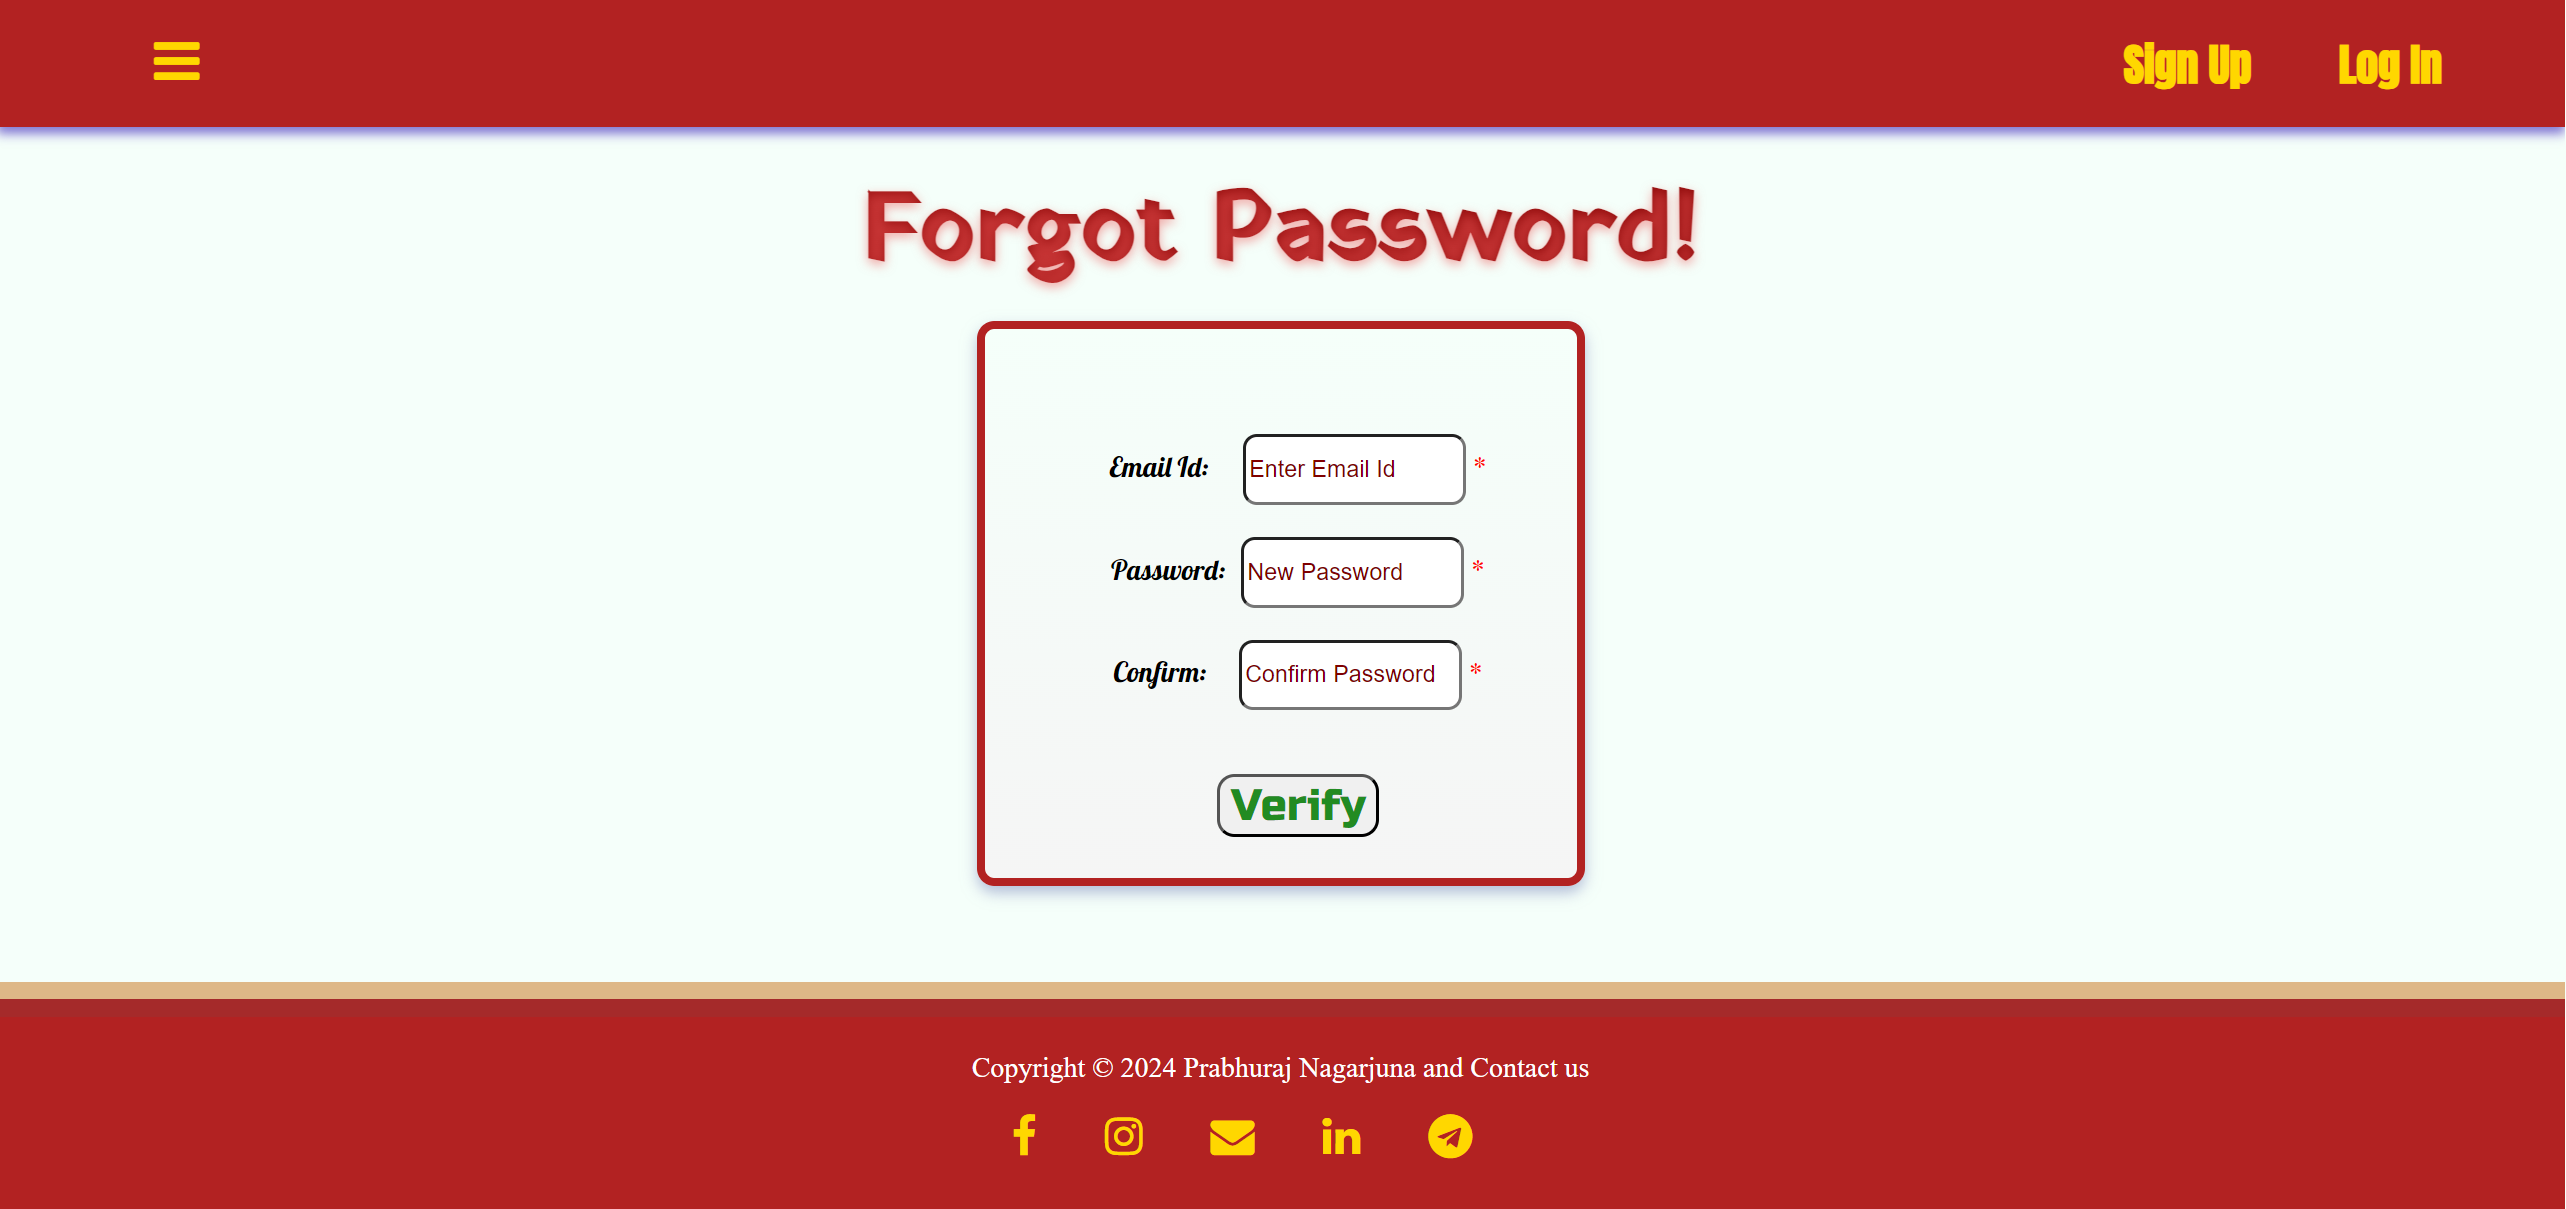 Sign Up Log In
Forgot Password!
Email Id: Enter Email Id *
Password: New Password *
Confirm: Confirm Password *
Verify
Copyright © 2024 Prabhuraj Nagarjuna and Contact us